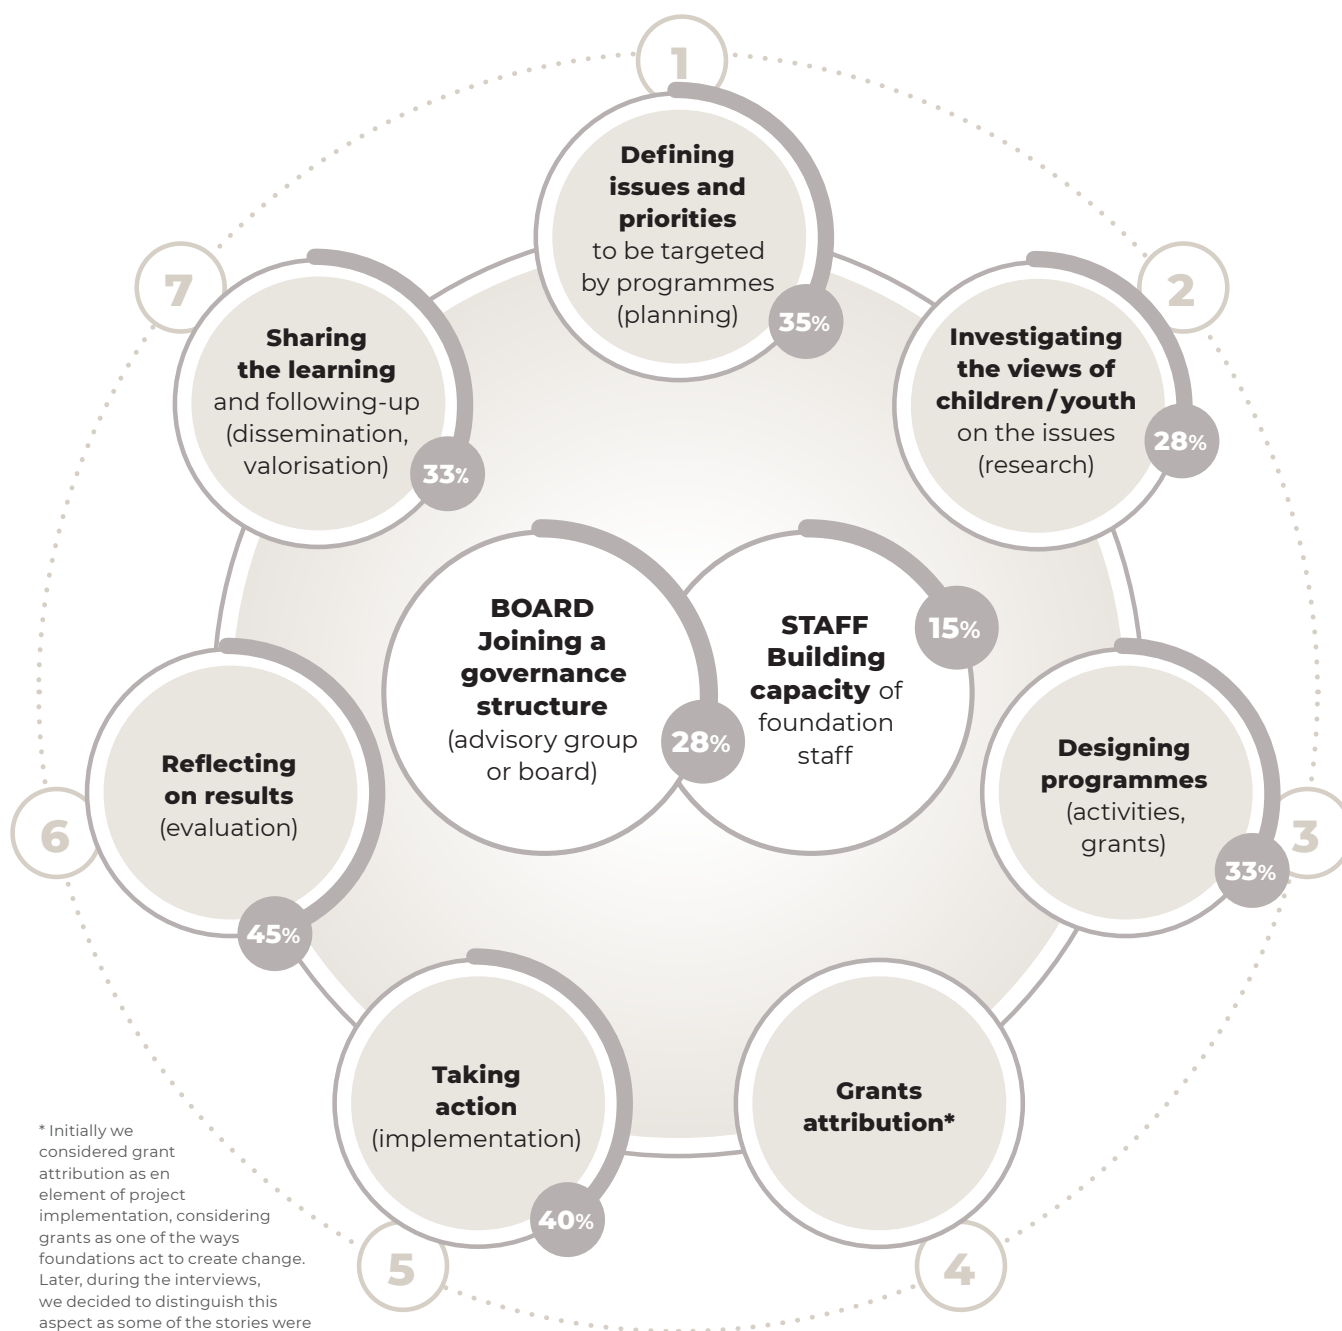 1
Defining
issues and
priorities
to be targeted
by programmes
(planning)
35%
2
Investigating
the views of
children/youth
on the issues
(research)
28%
3
Designing
programmes
(activities,
grants)
33%
4
Grants
attribution*
5
Taking
action
(implementation)
40%
6
Reflecting
on results
(evaluation)
45%
7
Sharing
the learning
and following-up
(dissemination,
valorisation)
33%
BOARD
Joining a
governance
structure
(advisory group
or board)
28%
STAFF
Building
capacity of
foundation
staff
15%
* Initially we
considered grant
attribution as en
element of project
implementation, considering
grants as one of the ways
foundations act to create change.
Later, during the interviews,
we decided to distinguish this
aspect as some of the stories were